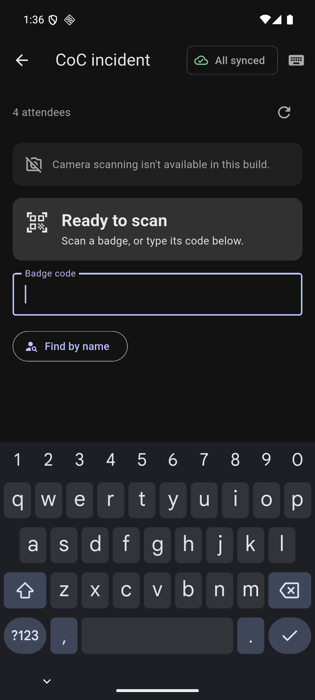 1:36
CoC incident
All synced
4 attendees
Camera scanning isn't available in this build.
Ready to scan
Scan a badge, or type its code below.
Badge code
Find by name
1 2 3 4 5 6 7 8 9 0
q w e r t y u i o p
a s d f g h j k l
z x c v b n m
?123 , .